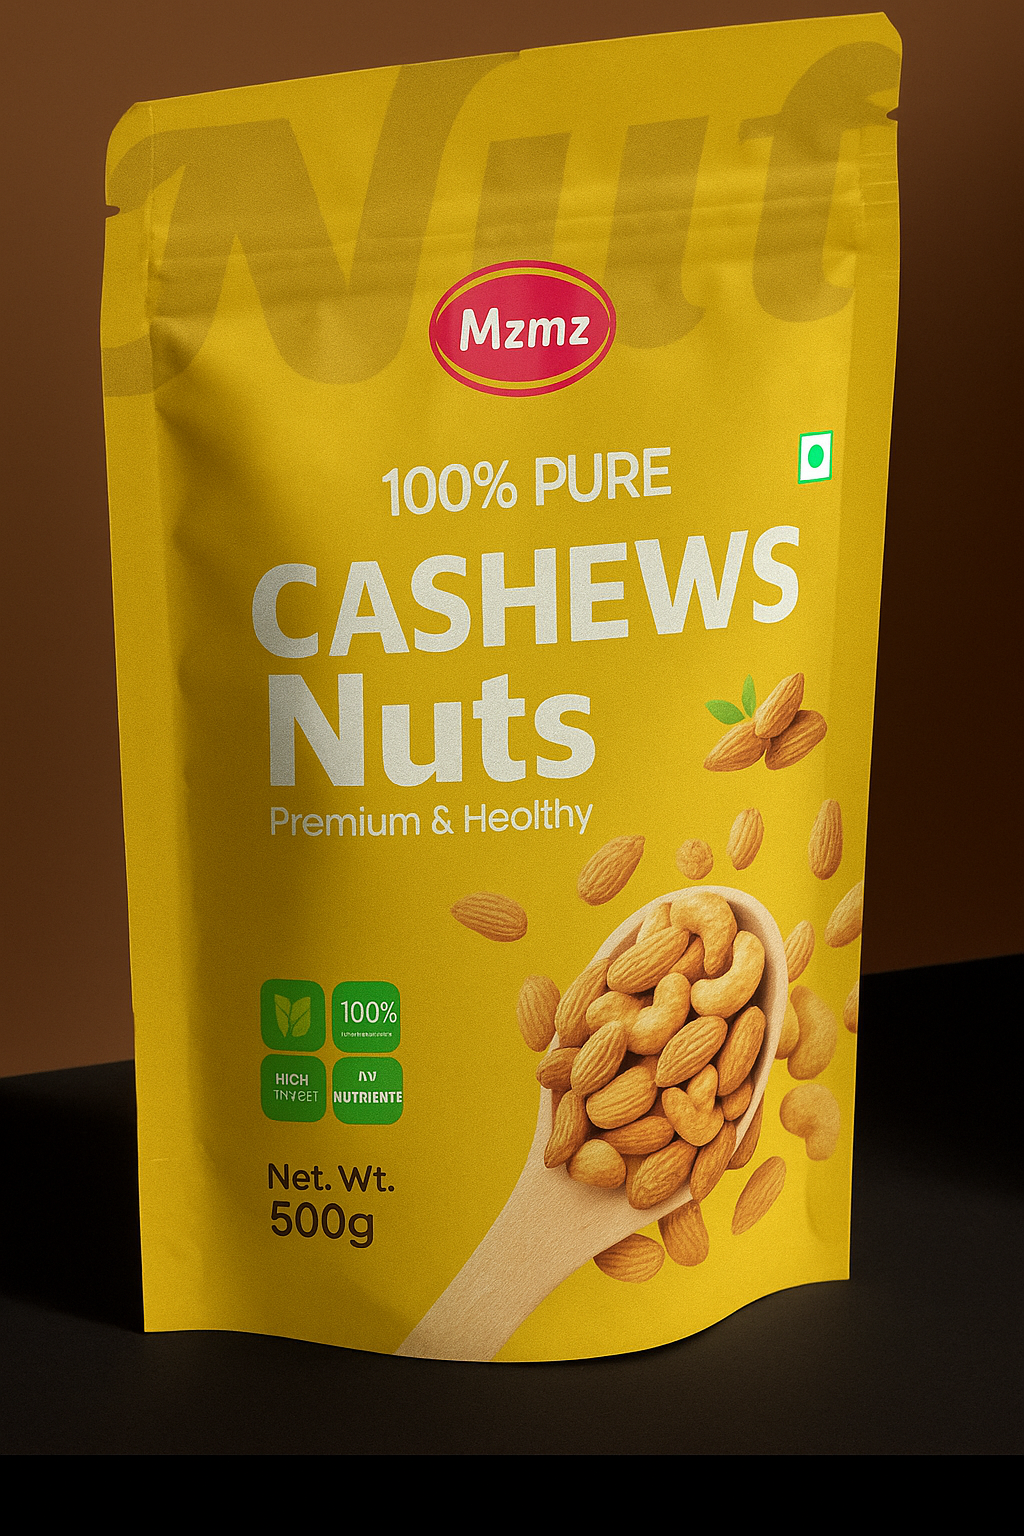 Nut
Mzmz
100% PURE
CASHEWS
Nuts
Premium & Heolthy
100%
HICH
NUTRIENTE
Net. Wt.
500g